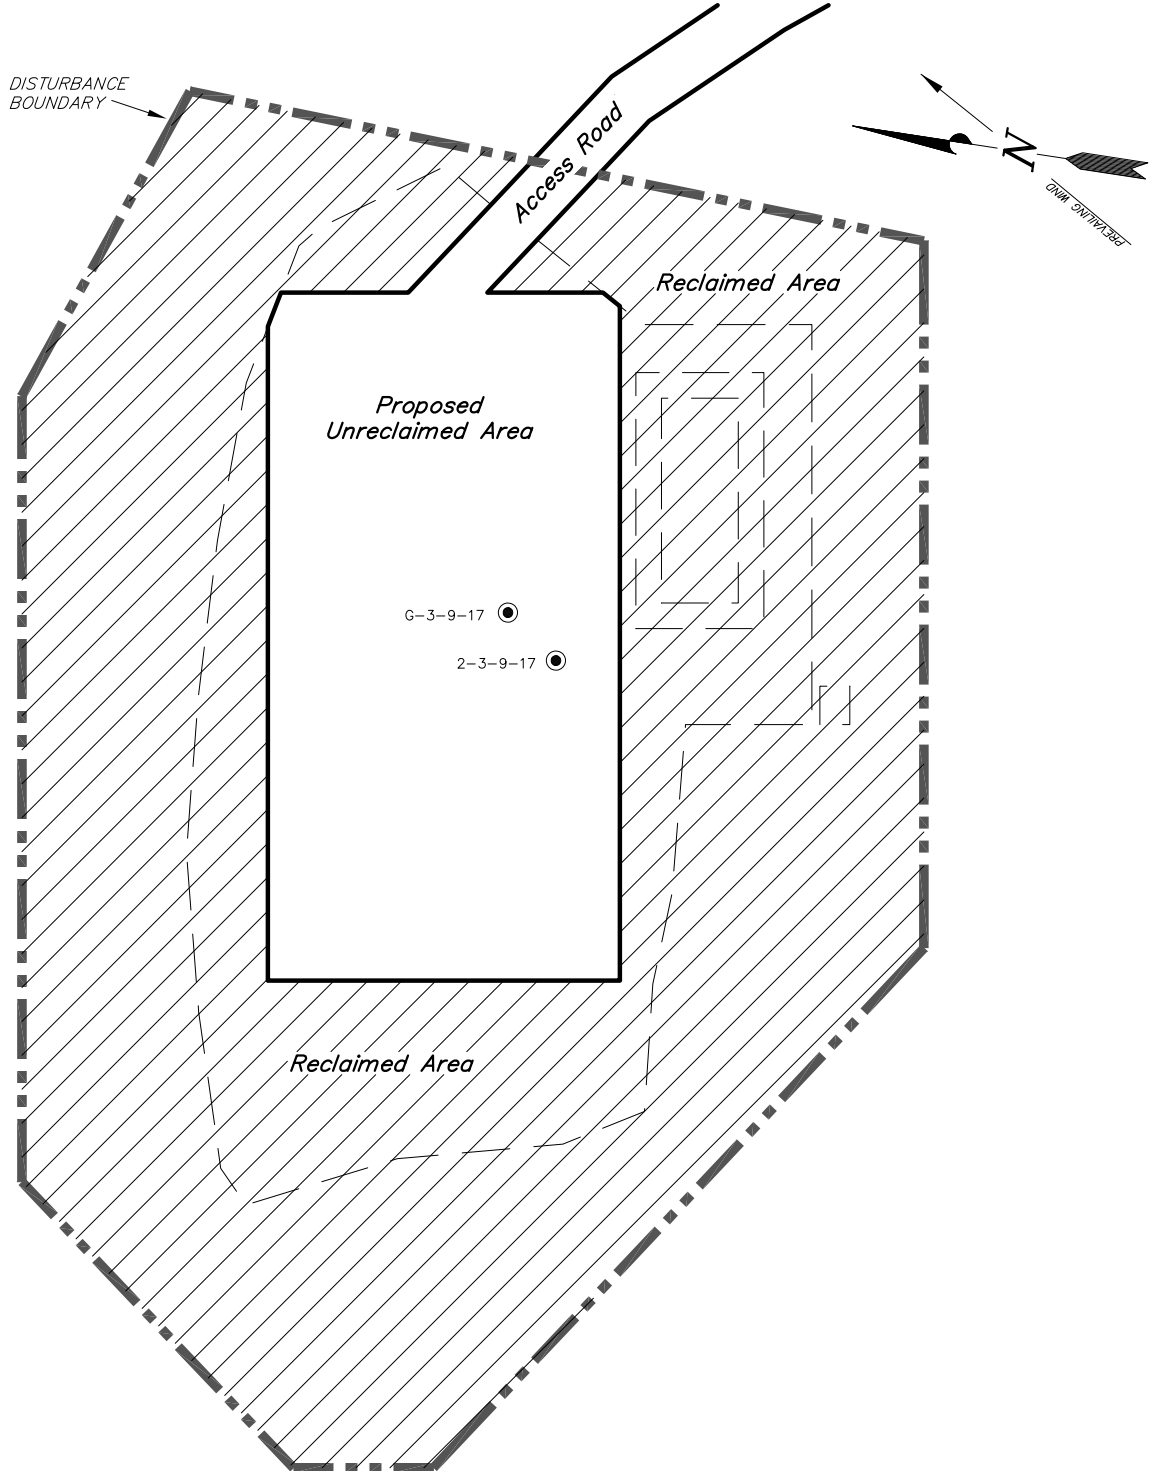 DISTURBANCE
BOUNDARY
Access Road
N
PREVAILING WIND
Reclaimed Area
Proposed
Unreclaimed Area
G-3-9-17
2-3-9-17
Reclaimed Area